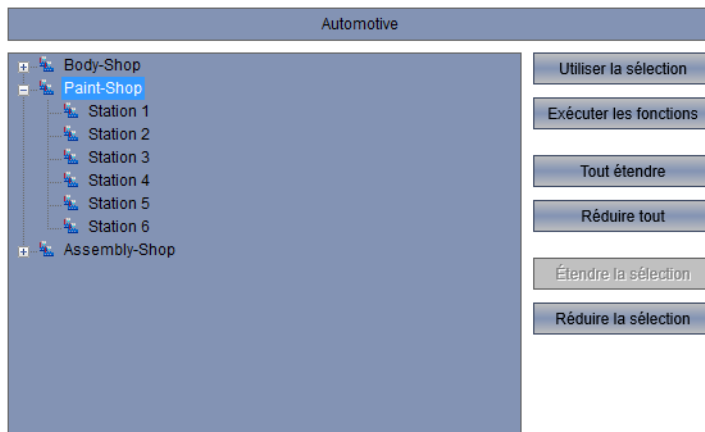 Automotive
Body-Shop
Paint-Shop
Station 1
Station 2
Station 3
Station 4
Station 5
Station 6
Assembly-Shop
Utiliser la sélection
Exécuter les fonctions
Tout étendre
Réduire tout
Étendre la sélection
Réduire la sélection